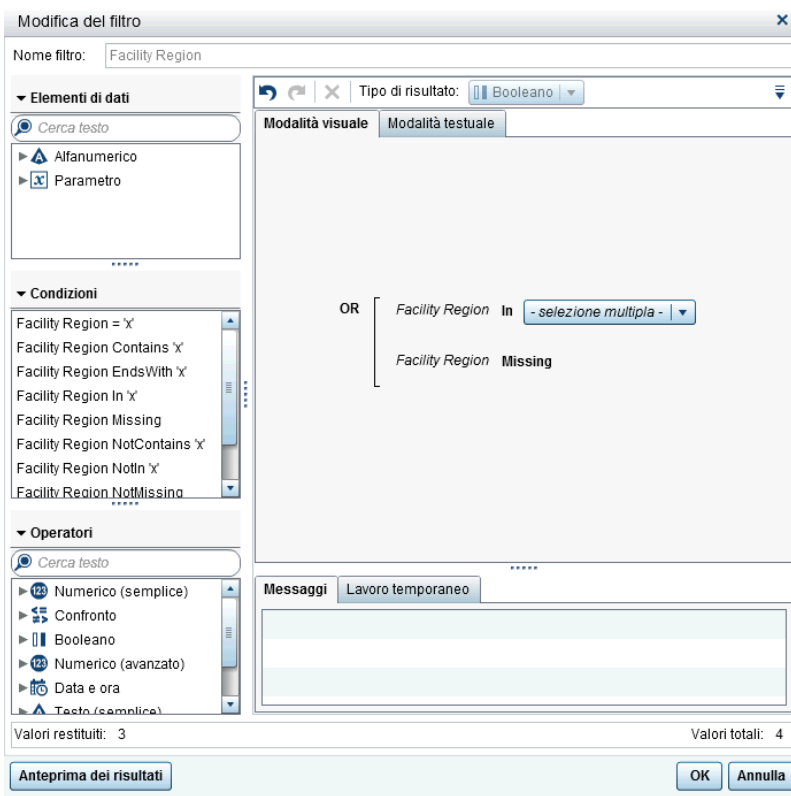 Modifica del filtro
Nome filtro: Facility Region
Elementi di dati
Cerca testo
Alfanumerico
Parametro
Condizioni
Facility Region = 'x'
Facility Region Contains 'x'
Facility Region EndsWith 'x'
Facility Region In 'x'
Facility Region Missing
Facility Region NotContains 'x'
Facility Region NotIn 'x'
Facility Region NotMissing
Operatori
Cerca testo
Numerico (semplice)
Confronto
Booleano
Numerico (avanzato)
Data e ora
Testo (semplice)
Tipo di risultato: Booleano
Modalità visuale Modalità testuale
OR Facility Region In - selezione multipla -
Facility Region Missing
Messaggi Lavoro temporaneo
Valori restituiti: 3 Valori totali: 4
Anteprima dei risultati OK Annulla